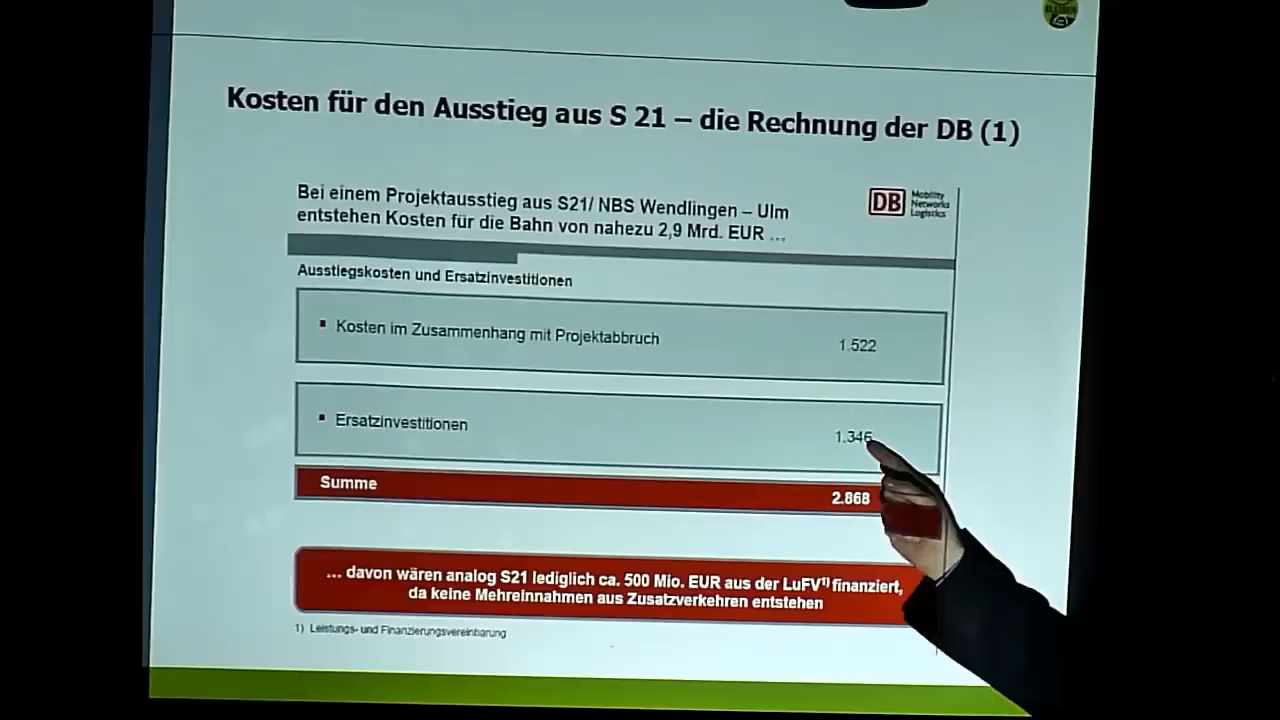 Kosten für den Ausstieg aus S 21 – die Rechnung der DB (1)
Bei einem Projektausstieg aus S21/ NBS Wendlingen – Ulm
entstehen Kosten für die Bahn von nahezu 2,9 Mrd. EUR ...
DB
Mobility
Networks
Logistics
Ausstiegskosten und Ersatzinvestitionen
▪ Kosten im Zusammenhang mit Projektabbruch 1.522
▪ Ersatzinvestitionen 1.346
Summe 2.868
... davon wären analog S21 lediglich ca. 500 Mio. EUR aus der LuFV¹⁾ finanziert,
da keine Mehreinnahmen aus Zusatzverkehren entstehen
1) Leistungs- und Finanzierungsvereinbarung